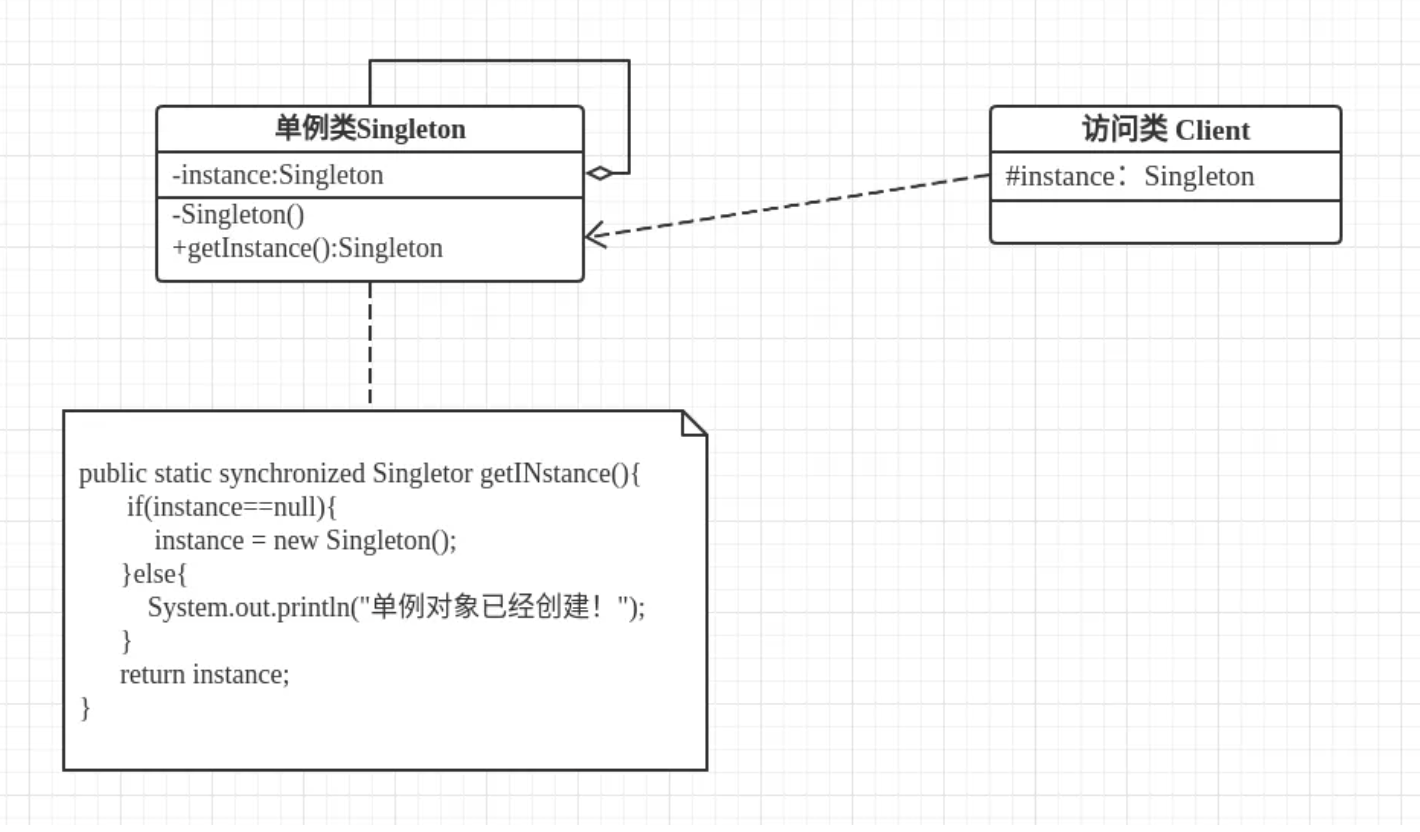 单例类Singleton
-instance:Singleton
-Singleton()
+getInstance():Singleton
访问类 Client
#instance：Singleton
public static synchronized Singletor getINstance(){
if(instance==null){
instance = new Singleton();
}else{
System.out.println("单例对象已经创建！");
}
return instance;
}